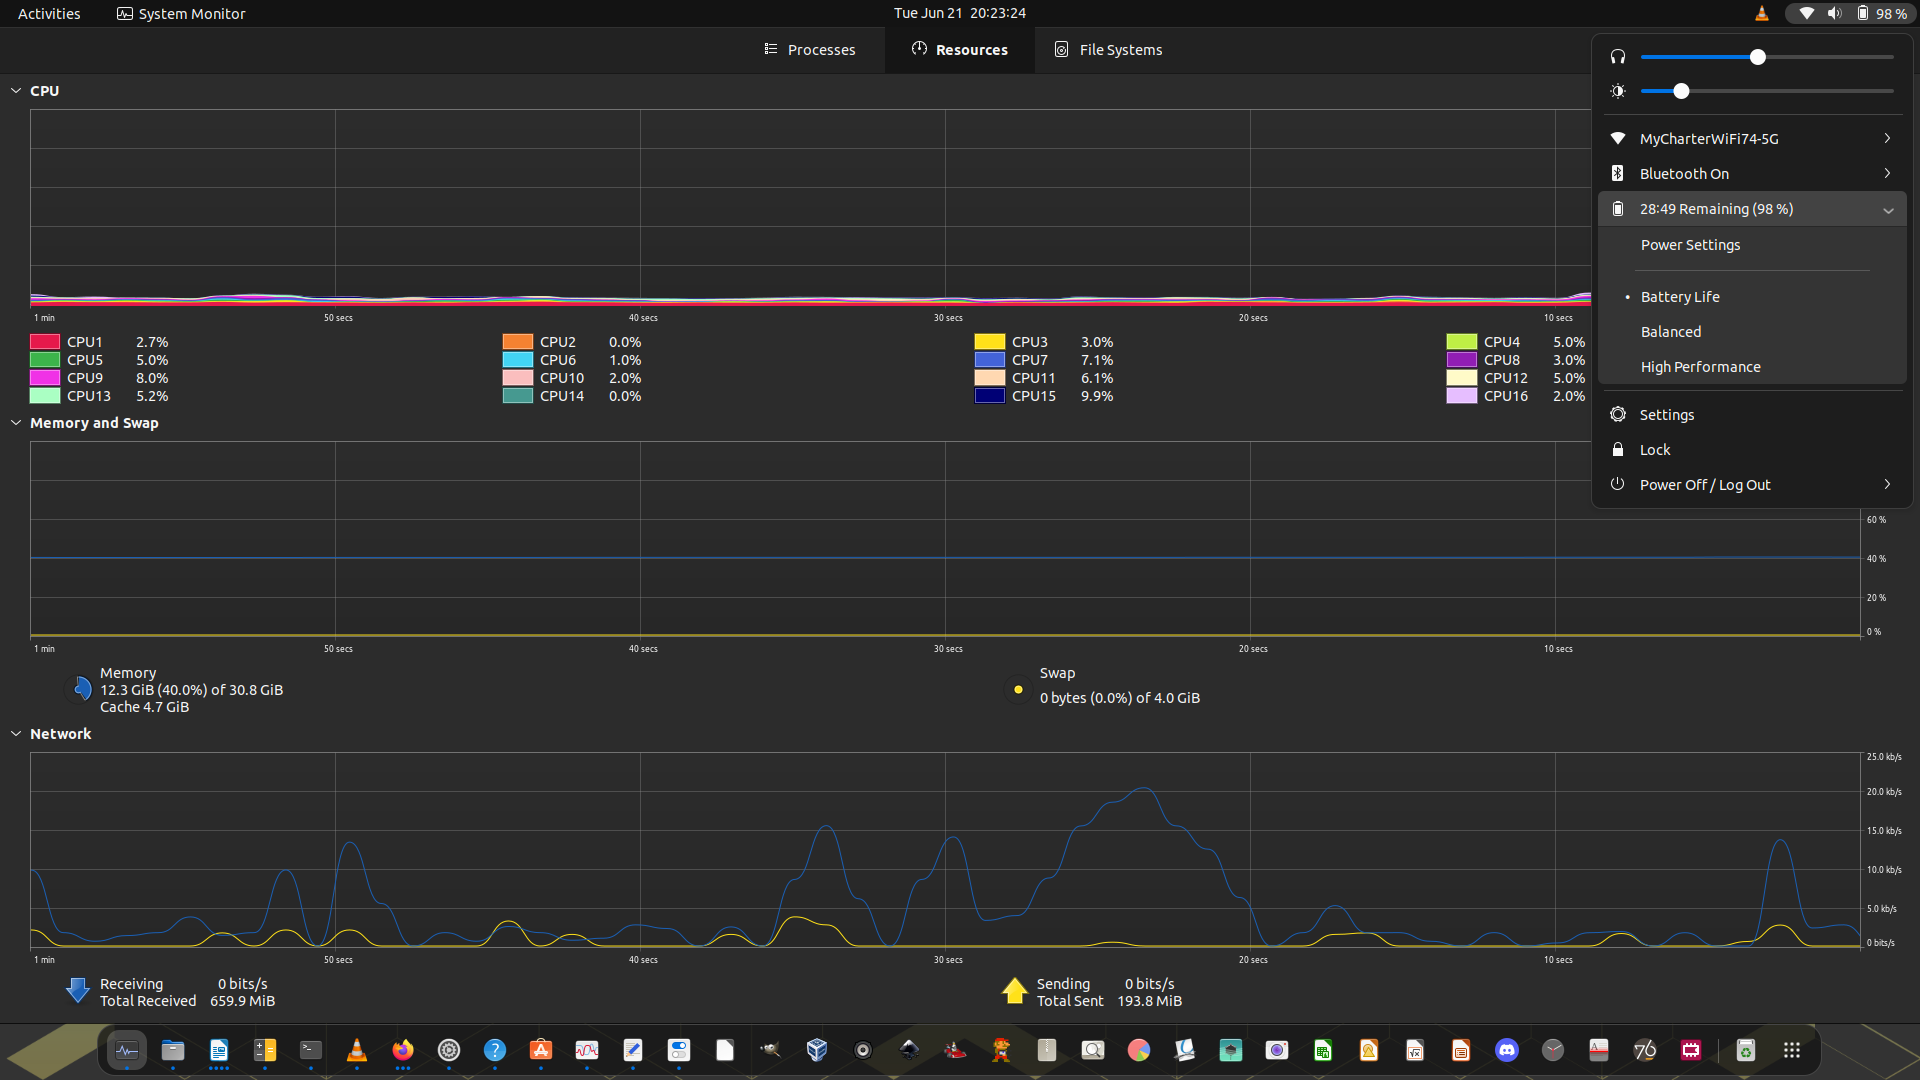 Activities
System Monitor
Tue Jun 21 20:23:24
98 %
Processes
Resources
File Systems
CPU
1 min
50 secs
40 secs
30 secs
20 secs
10 secs
CPU1 2.7%
CPU2 0.0%
CPU3 3.0%
CPU4 5.0%
CPU5 5.0%
CPU6 1.0%
CPU7 7.1%
CPU8 3.0%
CPU9 8.0%
CPU10 2.0%
CPU11 6.1%
CPU12 5.0%
CPU13 5.2%
CPU14 0.0%
CPU15 9.9%
CPU16 2.0%
MyCharterWiFi74-5G
Bluetooth On
28:49 Remaining (98 %)
Power Settings
Battery Life
Balanced
High Performance
Settings
Lock
Power Off / Log Out
Memory and Swap
60 %
40 %
20 %
0 %
1 min
50 secs
40 secs
30 secs
20 secs
10 secs
Memory
12.3 GiB (40.0%) of 30.8 GiB
Cache 4.7 GiB
Swap
0 bytes (0.0%) of 4.0 GiB
Network
25.0 kb/s
20.0 kb/s
15.0 kb/s
10.0 kb/s
5.0 kb/s
0 bits/s
1 min
50 secs
40 secs
30 secs
20 secs
10 secs
Receiving 0 bits/s
Total Received 659.9 MiB
Sending 0 bits/s
Total Sent 193.8 MiB
76